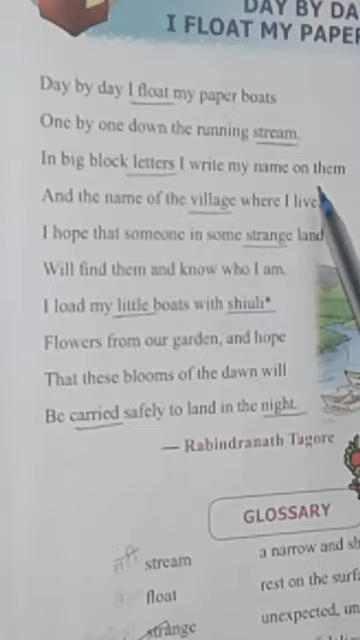 DAY BY DA
I FLOAT MY PAPER
Day by day I float my paper boats
One by one down the running stream.
In big block letters I write my name on them
And the name of the village where I live.
I hope that someone in some strange land
Will find them and know who I am.
I load my little boats with shiuli*
Flowers from our garden, and hope
That these blooms of the dawn will
Be carried safely to land in the night.
— Rabindranath Tagore
GLOSSARY
stream a narrow and sh
float rest on the surfa
strange unexpected, un